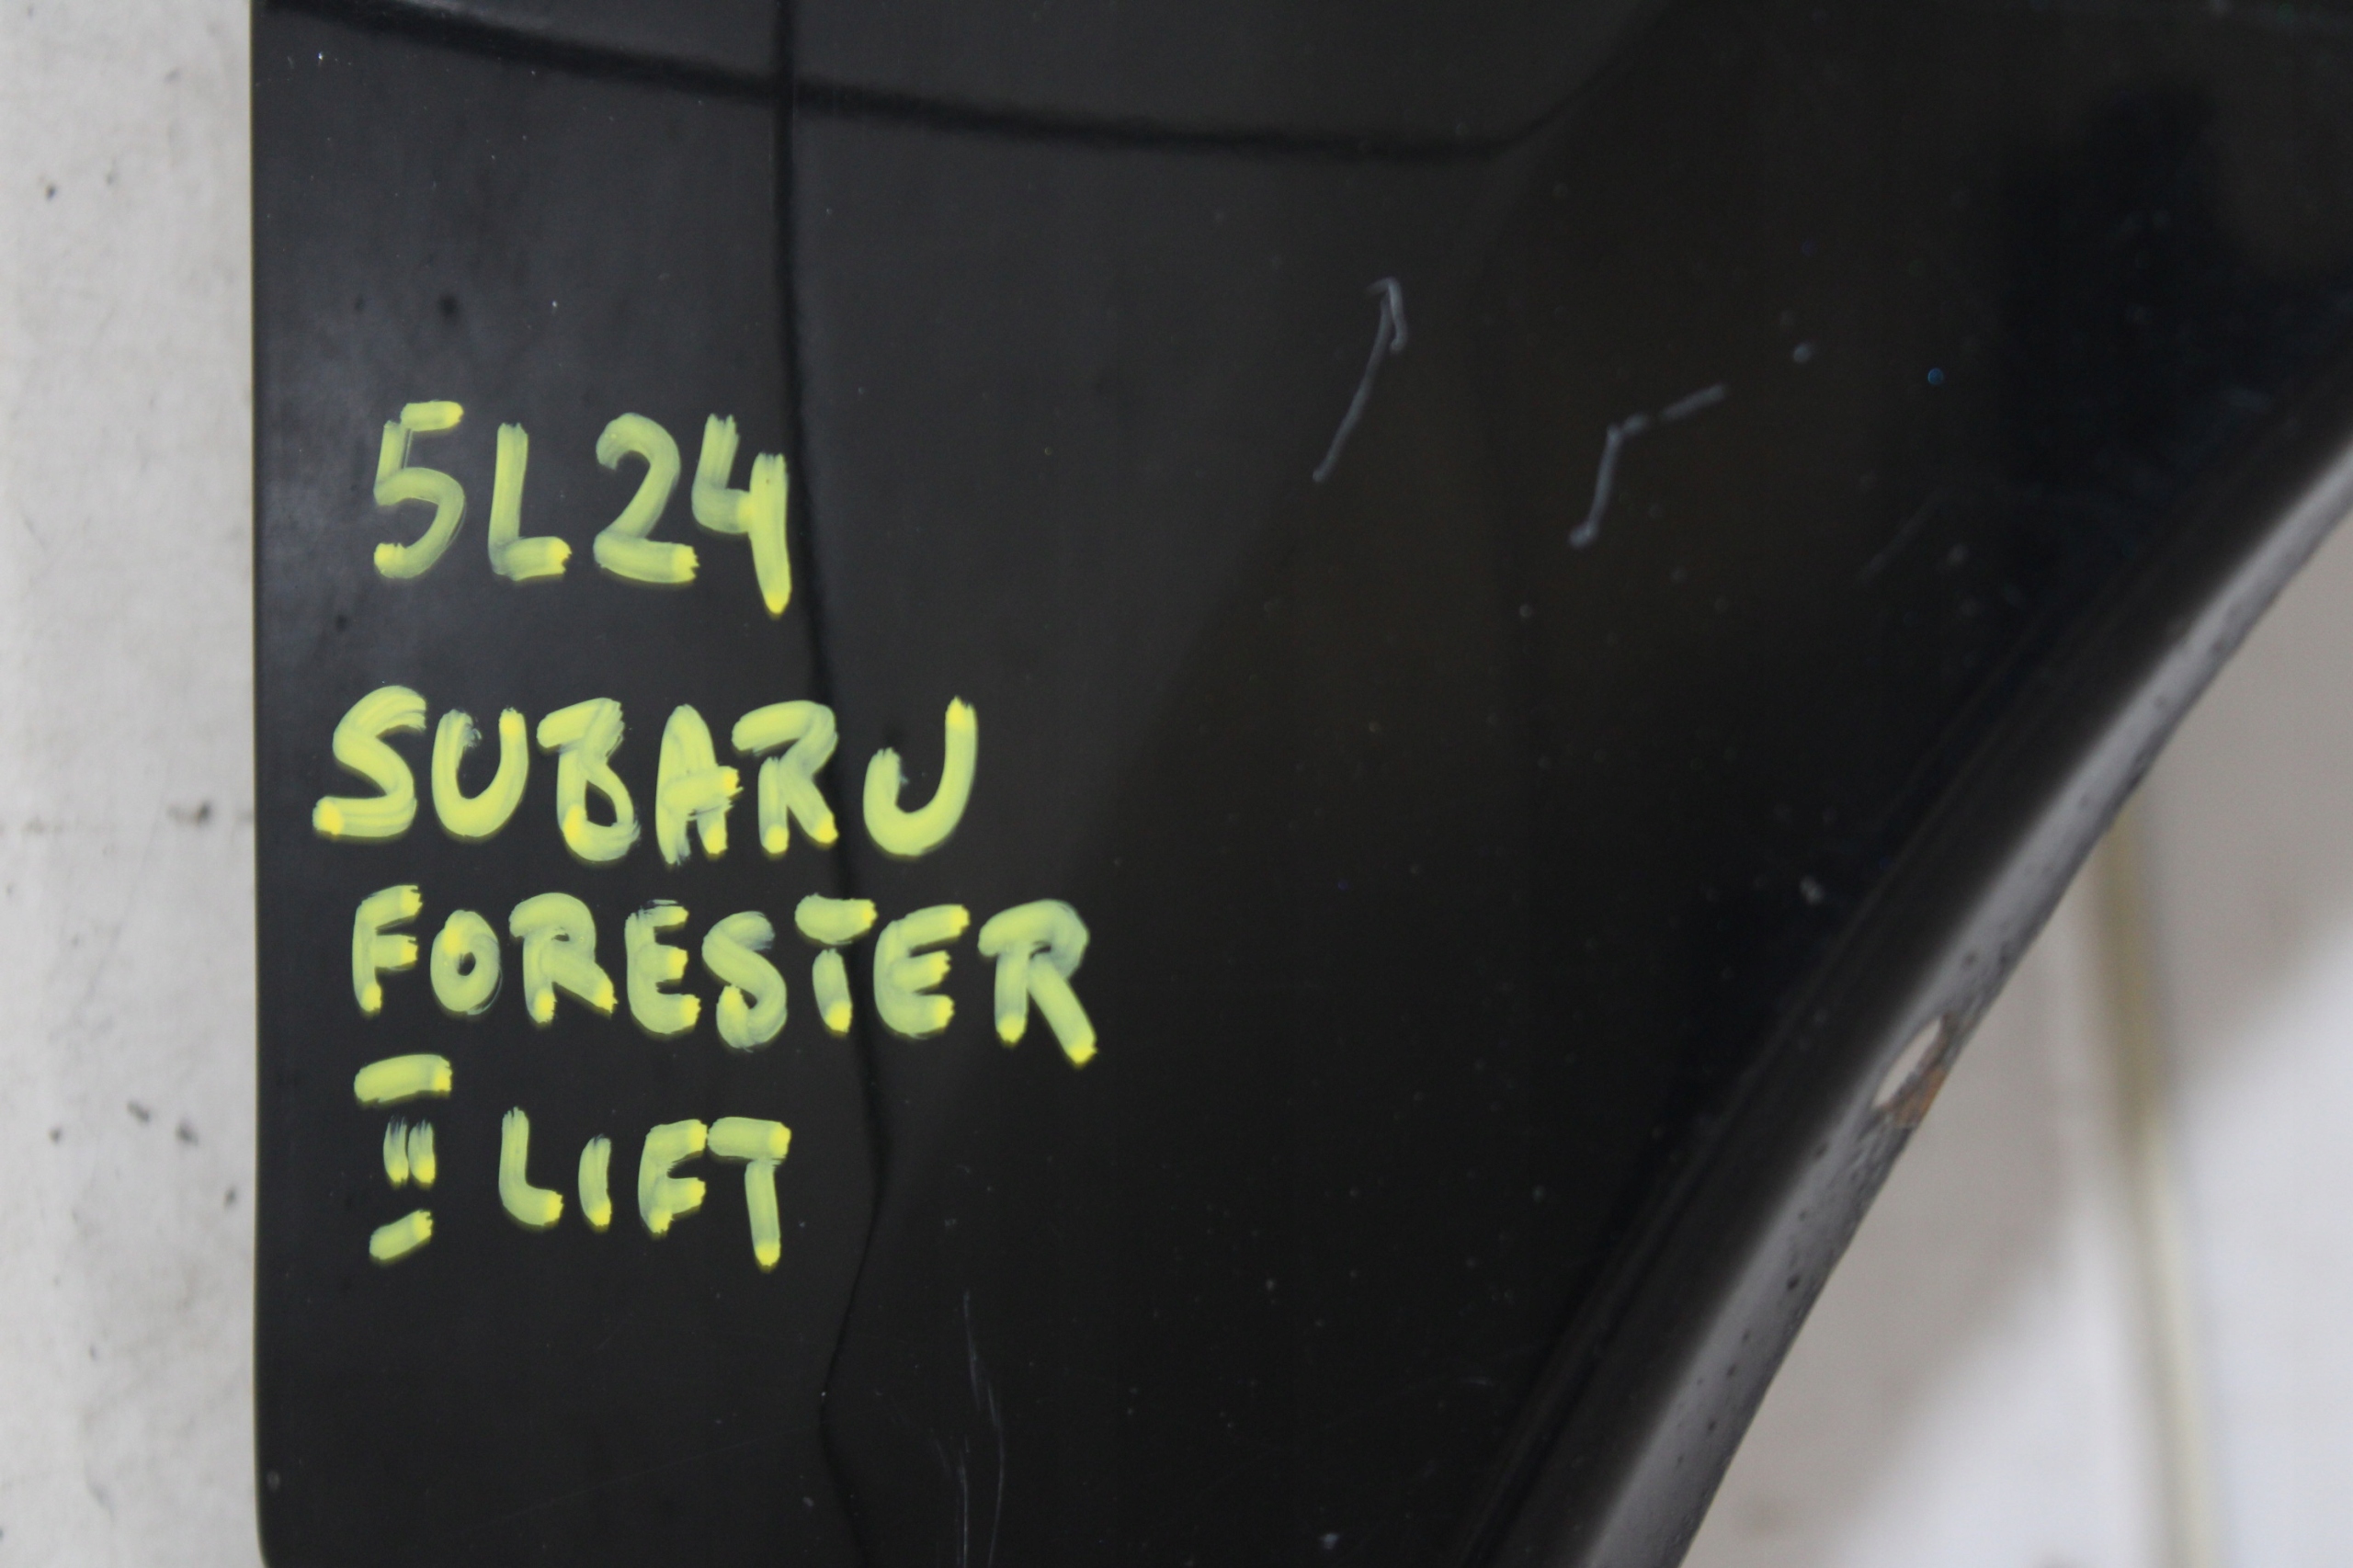 5L24
SUBARU
FORESTER
II LIFT